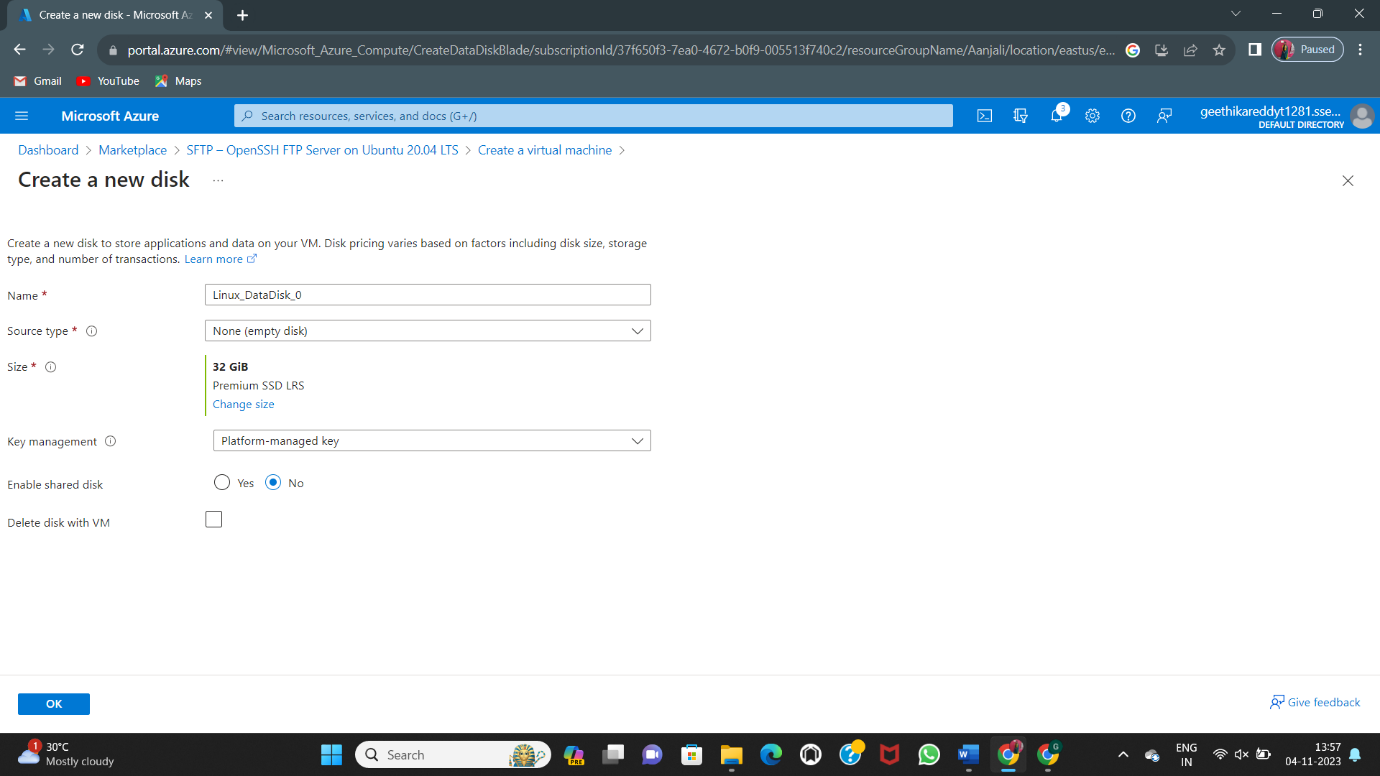 Create a new disk - Microsoft Az
portal.azure.com/#view/Microsoft_Azure_Compute/CreateDataDiskBlade/subscriptionId/37f650f3-7ea0-4672-b0f9-005513f740c2/resourceGroupName/Aanjali/location/eastus/e...
Paused
Gmail YouTube Maps
Microsoft Azure
Search resources, services, and docs (G+/)
3
geethikareddyt1281.sse...
DEFAULT DIRECTORY
Dashboard > Marketplace > SFTP – OpenSSH FTP Server on Ubuntu 20.04 LTS > Create a virtual machine >
Create a new disk ...
Create a new disk to store applications and data on your VM. Disk pricing varies based on factors including disk size, storage
type, and number of transactions. Learn more
Name * Linux_DataDisk_0
Source type * None (empty disk)
Size * 32 GiB
Premium SSD LRS
Change size
Key management Platform-managed key
Enable shared disk Yes No
Delete disk with VM
OK
Give feedback
1 30°C
Mostly cloudy
Search
PRE
G
ENG
IN
13:57
04-11-2023